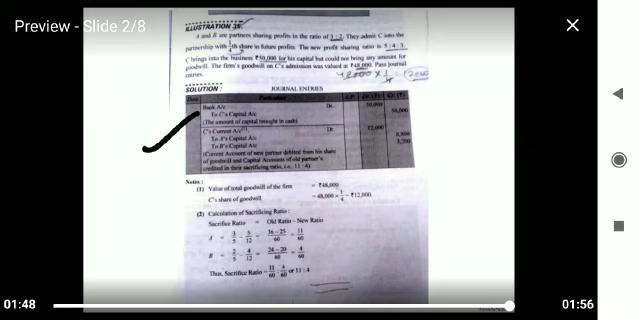 Preview - Slide 2/8
ILLUSTRATION 35.
A and B are partners sharing profits in the ratio of 3 : 2. They admit C into the
partnership with 1/4th share in future profits. The new profit sharing ratio is 5 : 4 : 3.
C brings into the business ₹50,000 for his capital but could not bring any amount for
goodwill. The firm's goodwill on C's admission was valued at ₹48,000. Pass journal
entries.
SOLUTION : JOURNAL ENTRIES
Date Particulars L.F. Dr. (₹) Cr. (₹)
Bank A/c Dr. 50,000
To C's Capital A/c 50,000
(The amount of capital brought in cash)
C's Current A/c Dr. 12,000
To A's Capital A/c 8,800
To B's Capital A/c 3,200
(Current Account of new partner debited from his share
of goodwill and Capital Accounts of old partner's
credited in their sacrificing ratio, i.e. 11 : 4)
Notes :
(1) Value of total goodwill of the firm = ₹48,000
C's share of goodwill = 48,000 × 1/4 = ₹12,000
(2) Calculation of Sacrificing Ratio :
Sacrifice Ratio = Old Ratio – New Ratio
A = 3/5 – 5/12 = 36 – 25/60 = 11/60
B = 2/5 – 4/12 = 24 – 20/60 = 4/60
Thus, Sacrifice Ratio = 11/60 : 4/60 or 11 : 4
01:48
01:56